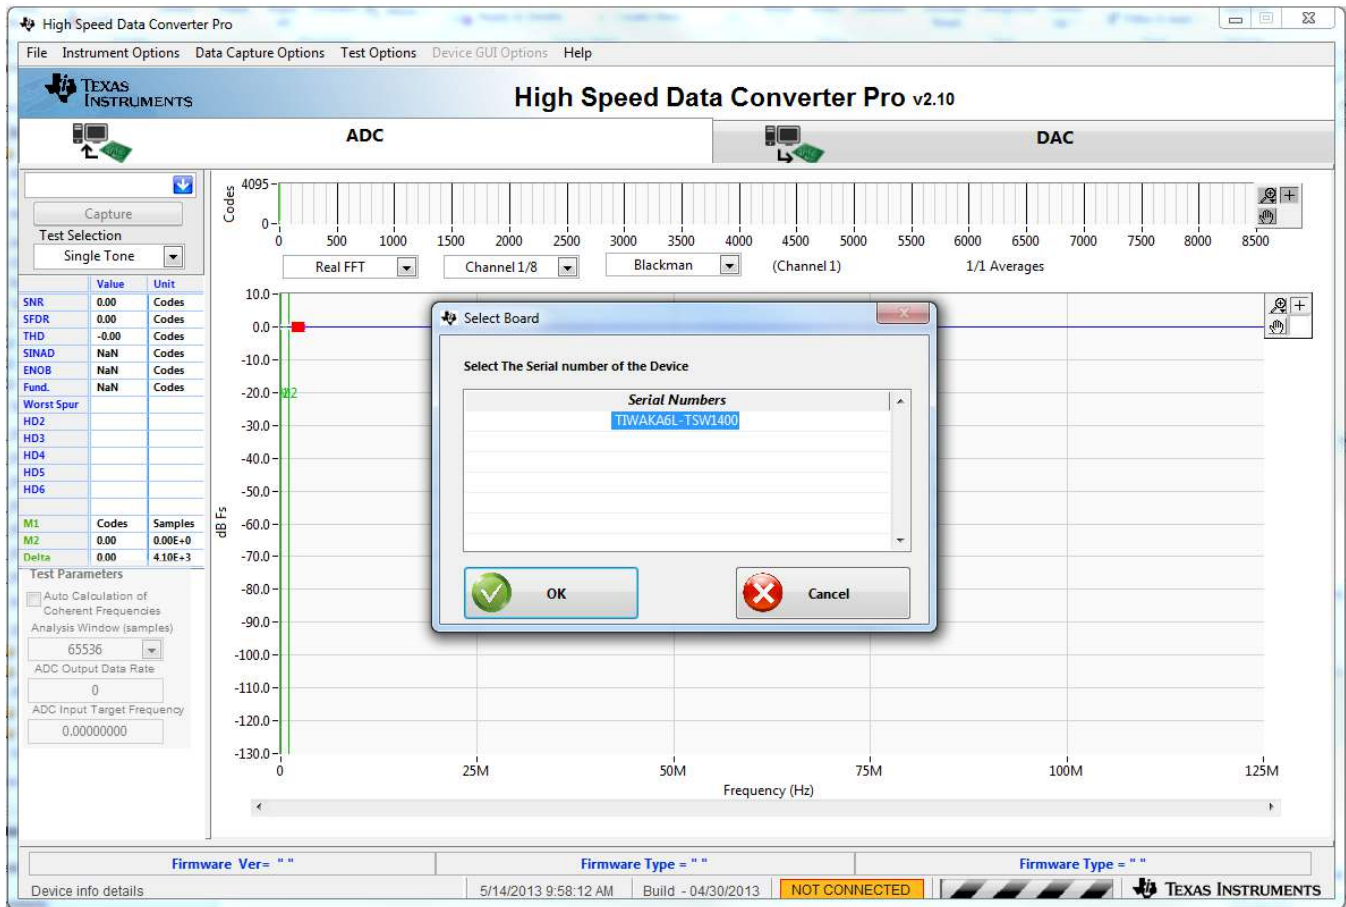 High Speed Data Converter Pro
File Instrument Options Data Capture Options Test Options Device GUI Options Help
TEXAS INSTRUMENTS
High Speed Data Converter Pro v2.10
ADC
DAC
Capture
Test Selection
Single Tone
Value Unit
SNR 0.00 Codes
SFDR 0.00 Codes
THD -0.00 Codes
SINAD NaN Codes
ENOB NaN Codes
Fund. NaN Codes
Worst Spur
HD2
HD3
HD4
HD5
HD6
M1 Codes Samples
M2 0.00 0.00E+0
Delta 0.00 4.10E+3
Test Parameters
Auto Calculation of
Coherent Frequencies
Analysis Window (samples)
65536
ADC Output Data Rate
0
ADC Input Target Frequency
0.00000000
Codes
4095
0
0 500 1000 1500 2000 2500 3000 3500 4000 4500 5000 5500 6000 6500 7000 7500 8000 8500
Real FFT Channel 1/8 Blackman (Channel 1) 1/1 Averages
dB Fs
10.0
0.0
-10.0
-20.0
-30.0
-40.0
-50.0
-60.0
-70.0
-80.0
-90.0
-100.0
-110.0
-120.0
-130.0
0 25M 50M 75M 100M 125M
Frequency (Hz)
Select Board
Select The Serial number of the Device
Serial Numbers
TIWAKA6L-TSW1400
OK
Cancel
Firmware Ver= " " Firmware Type = " " Firmware Type = " "
Device info details 5/14/2013 9:58:12 AM Build - 04/30/2013 NOT CONNECTED TEXAS INSTRUMENTS